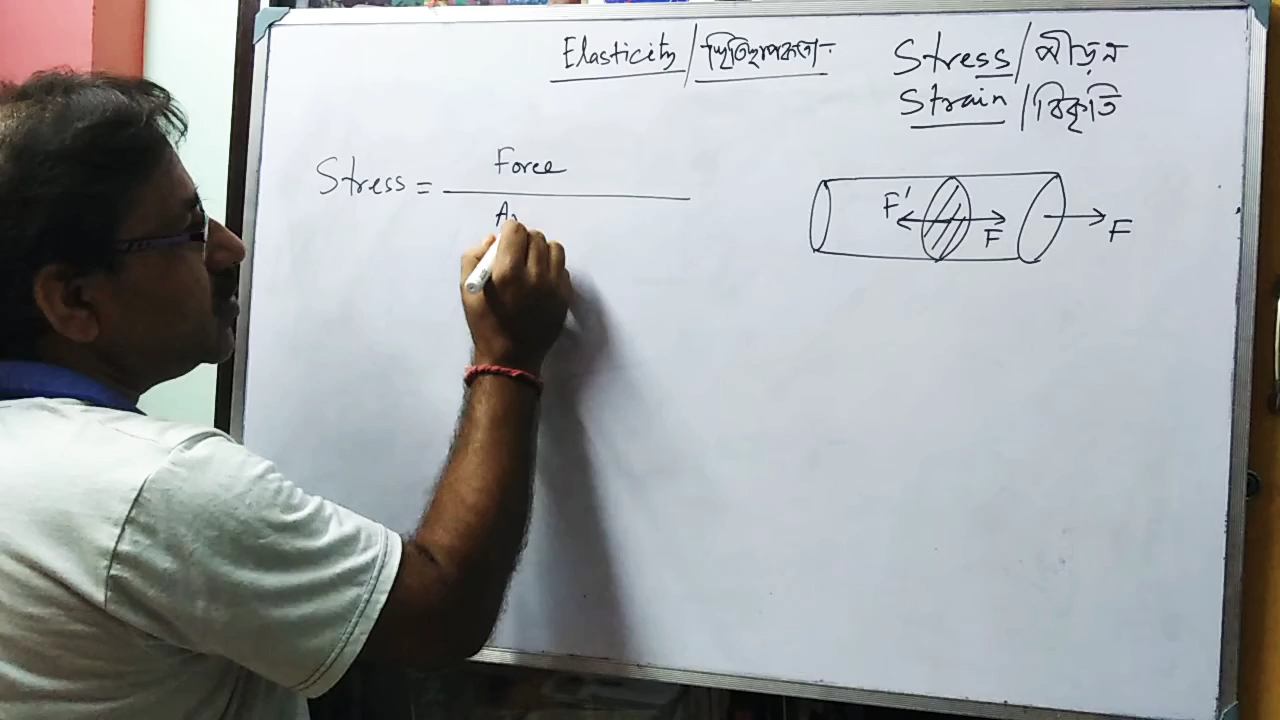 Elasticity / স্থিতিস্থাপকতা
Stress / পীড়ন
Strain / বিকৃতি
Stress = Force
A
F' F F